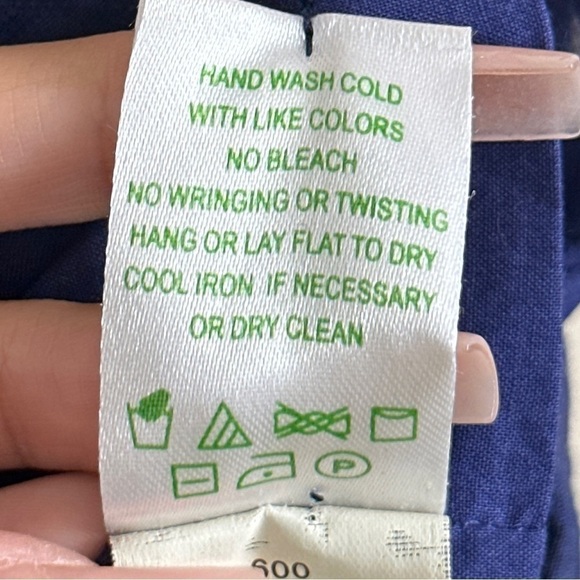 HAND WASH COLD
WITH LIKE COLORS
NO BLEACH
NO WRINGING OR TWISTING
HANG OR LAY FLAT TO DRY
COOL IRON IF NECESSARY
OR DRY CLEAN
P
600